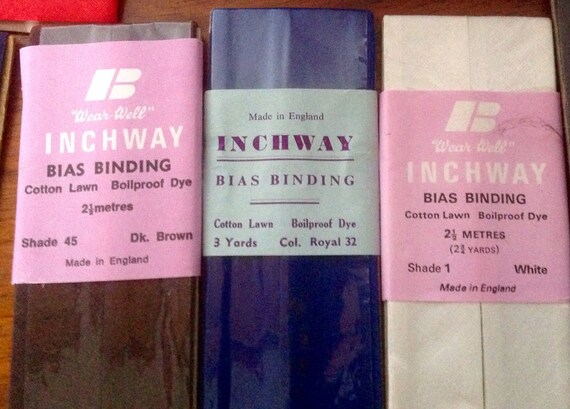 B
"Wear-Well"
INCHWAY
BIAS BINDING
Cotton Lawn Boilproof Dye
2½metres
Shade 45 Dk. Brown
Made in England
Made in England
INCHWAY
BIAS BINDING
Cotton Lawn Boilproof Dye
3 Yards Col. Royal 32
B
"Wear-Well"
INCHWAY
BIAS BINDING
Cotton Lawn Boilproof Dye
2½ METRES
(2¾ YARDS)
Shade 1 White
Made in England